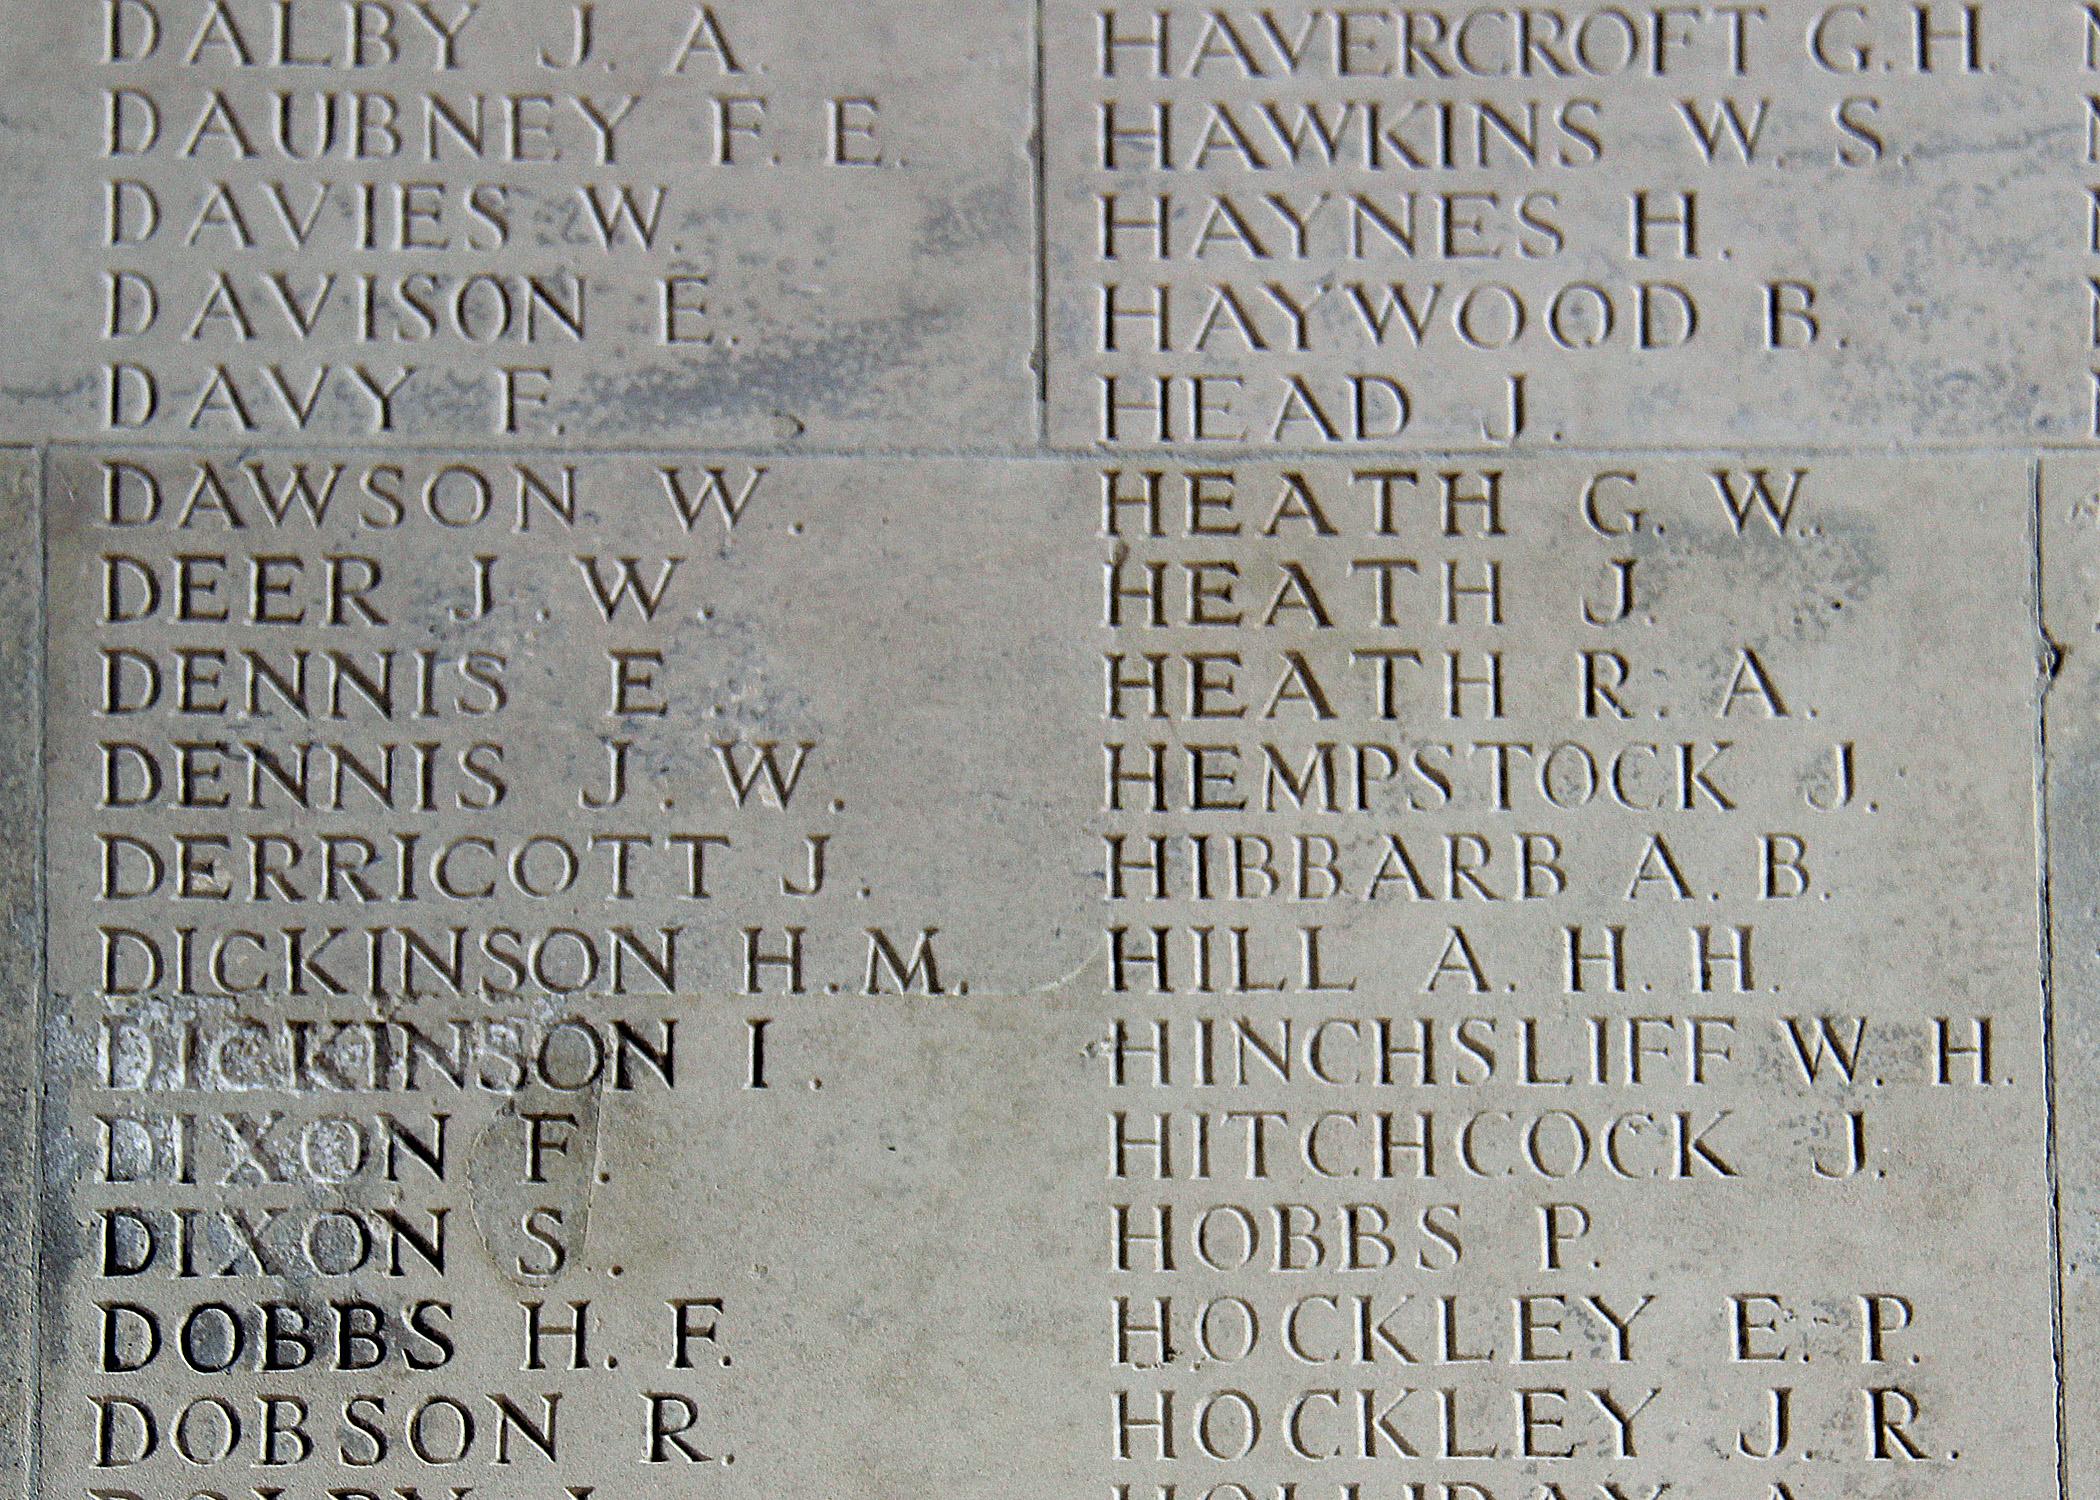 DALBY J. A.
DAUBNEY F. E.
DAVIES W.
DAVISON E.
DAVY F.
DAWSON W.
DEER J. W.
DENNIS E.
DENNIS J. W.
DERRICOTT J.
DICKINSON H.M.
DICKINSON I.
DIXON F.
DIXON S.
DOBBS H. F.
DOBSON R.
HAVERCROFT G.H.
HAWKINS W. S.
HAYNES H.
HAYWOOD B.
HEAD J.
HEATH G. W.
HEATH J.
HEATH R. A.
HEMPSTOCK J.
HIBBARB A. B.
HILL A. H. H.
HINCHSLIFF W. H.
HITCHCOCK J.
HOBBS P.
HOCKLEY E. P.
HOCKLEY J. R.
HOLLIDAY A.